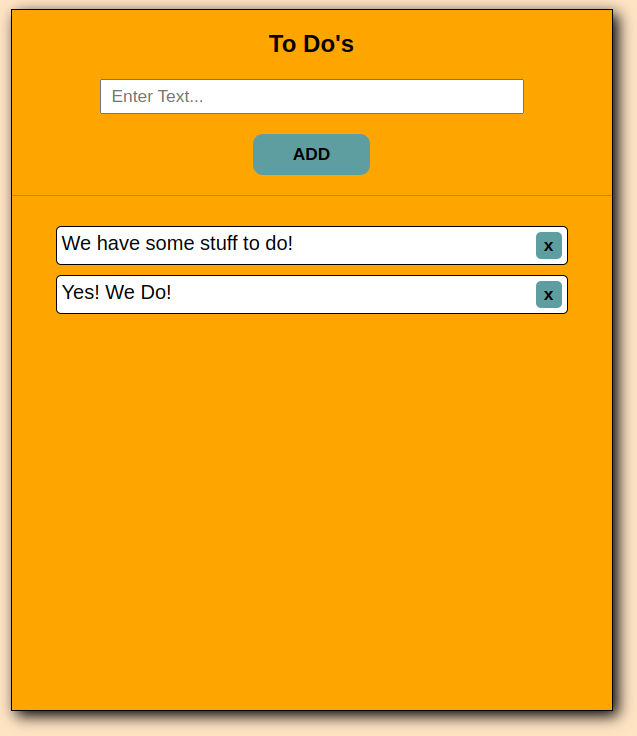 To Do's
Enter Text...
ADD
We have some stuff to do!
x
Yes! We Do!
x